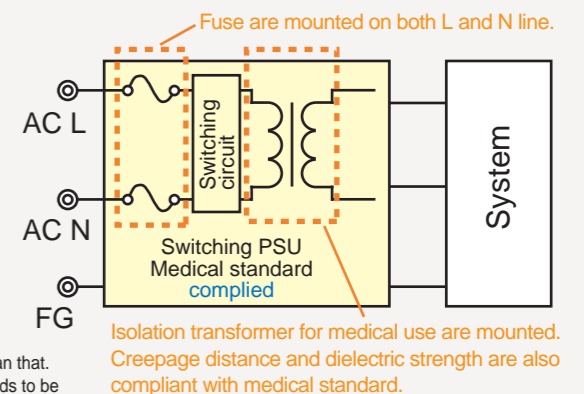 Fuse are mounted on both L and N line.
AC L
Switching
circuit
System
AC N
Switching PSU
Medical standard
complied
FG
Isolation transformer for medical use are mounted.
Creepage distance and dielectric strength are also
compliant with medical standard.
an that.
ds to be